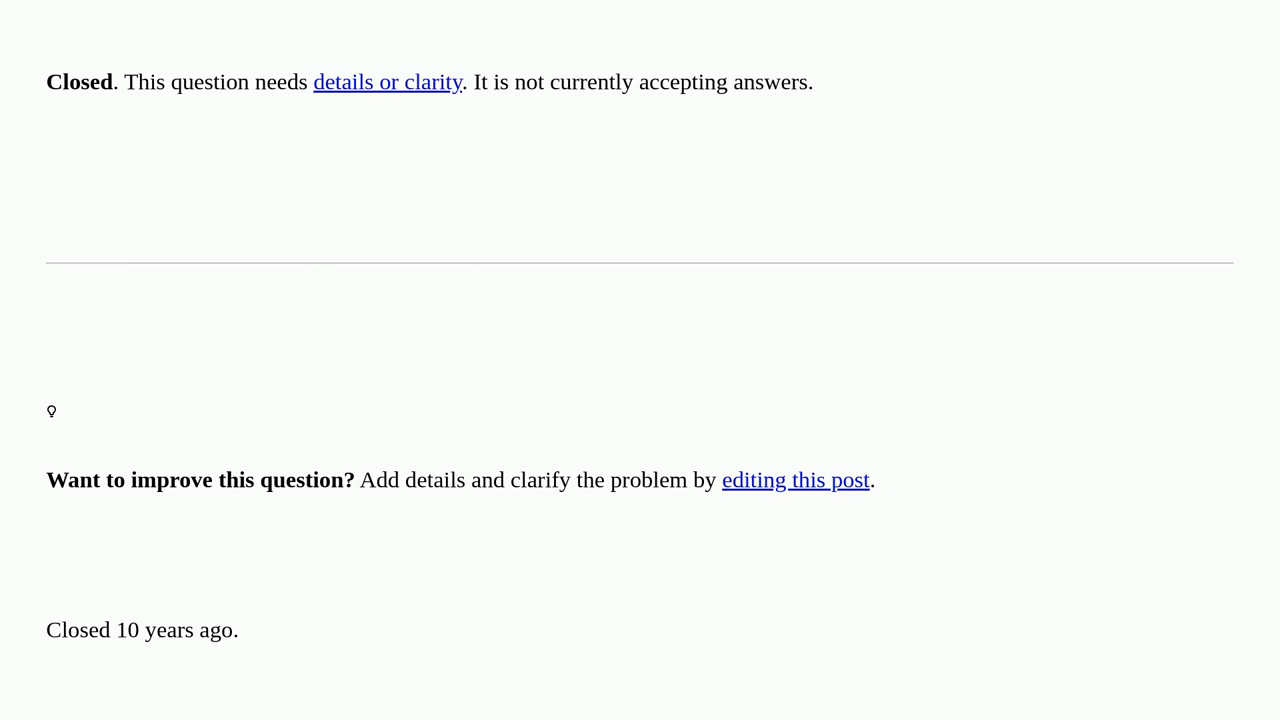 Closed. This question needs details or clarity. It is not currently accepting answers.
Want to improve this question? Add details and clarify the problem by editing this post.
Closed 10 years ago.